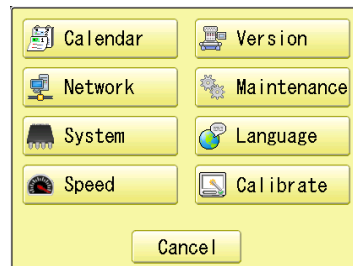 Calendar Version
Network Maintenance
System Language
Speed Calibrate
Cancel